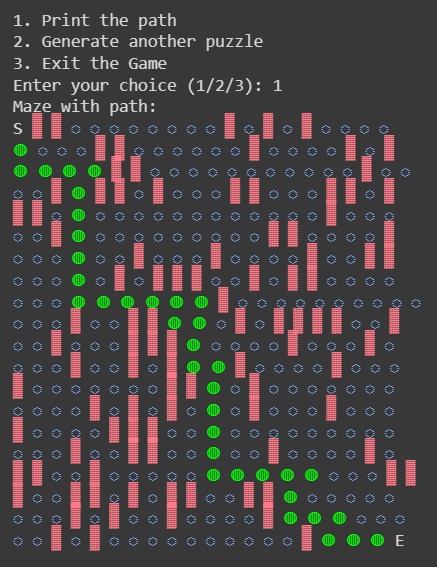 1. Print the path
2. Generate another puzzle
3. Exit the Game
Enter your choice (1/2/3): 1
Maze with path:
S
E